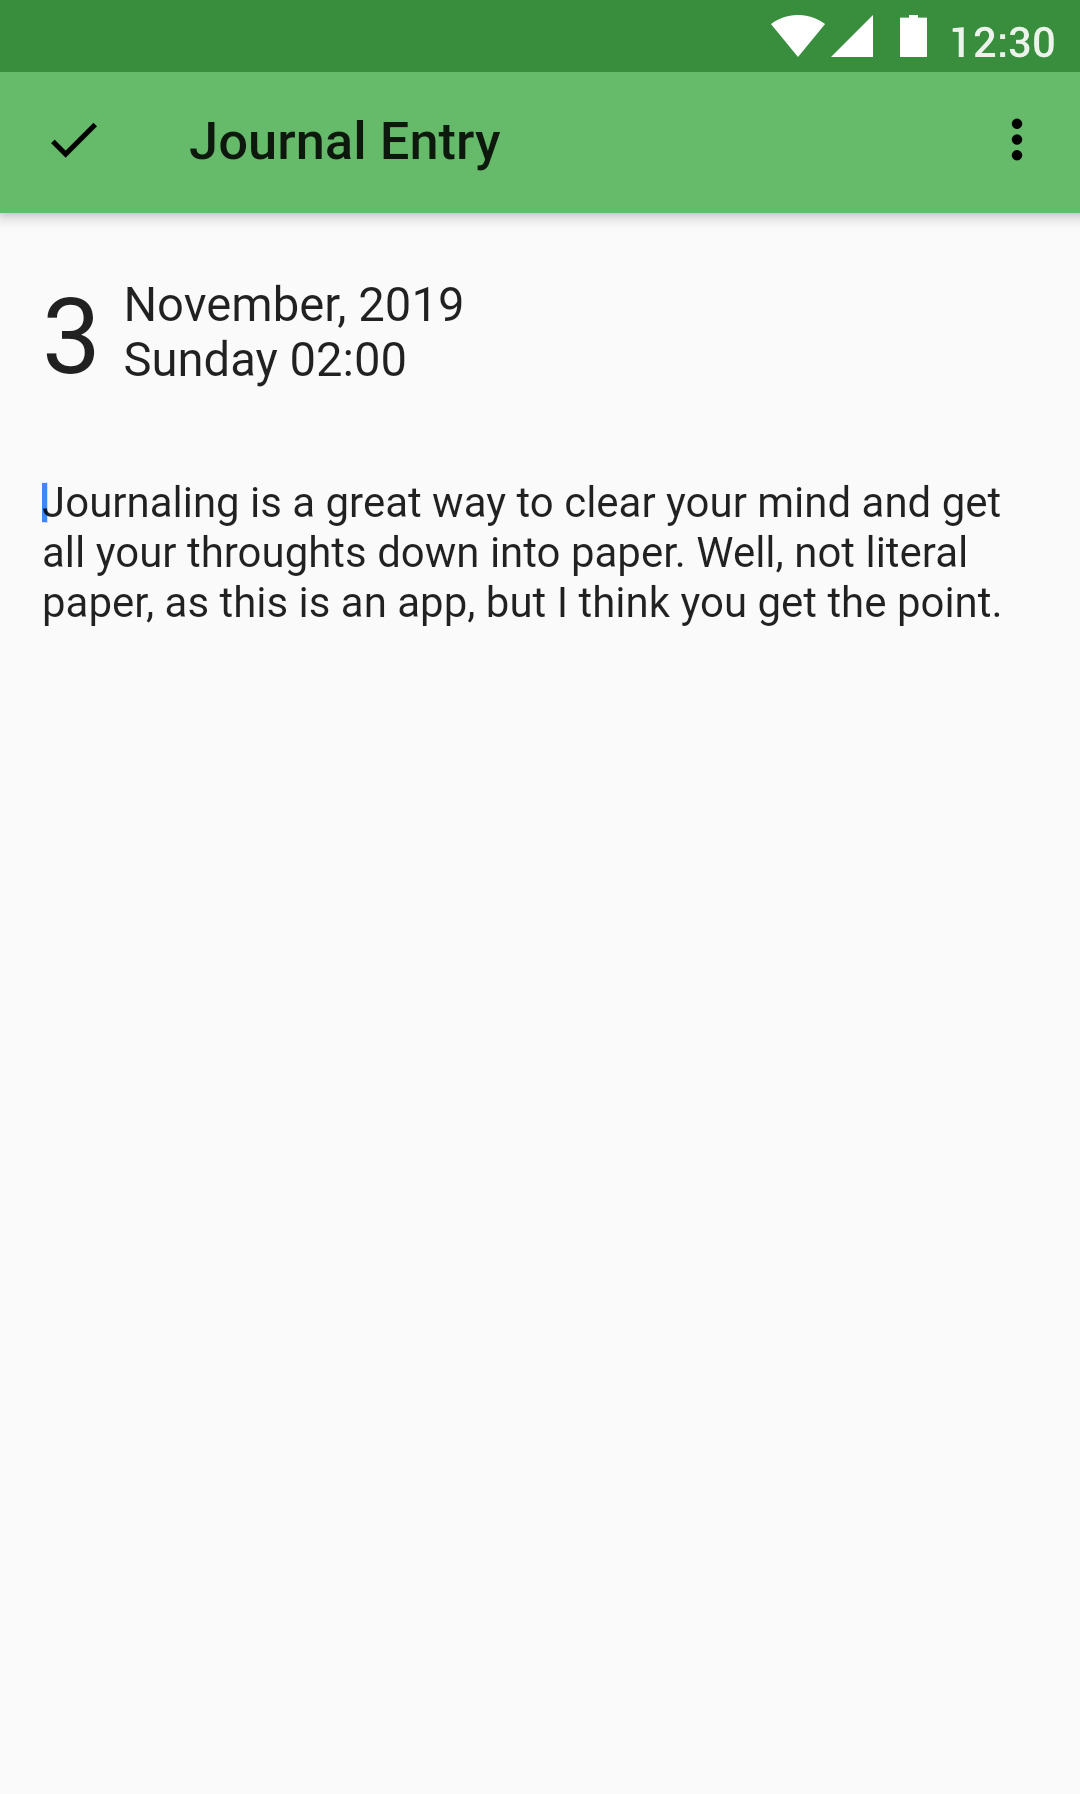 12:30
Journal Entry
3
November, 2019
Sunday 02:00
Journaling is a great way to clear your mind and get
all your throughts down into paper. Well, not literal
paper, as this is an app, but I think you get the point.